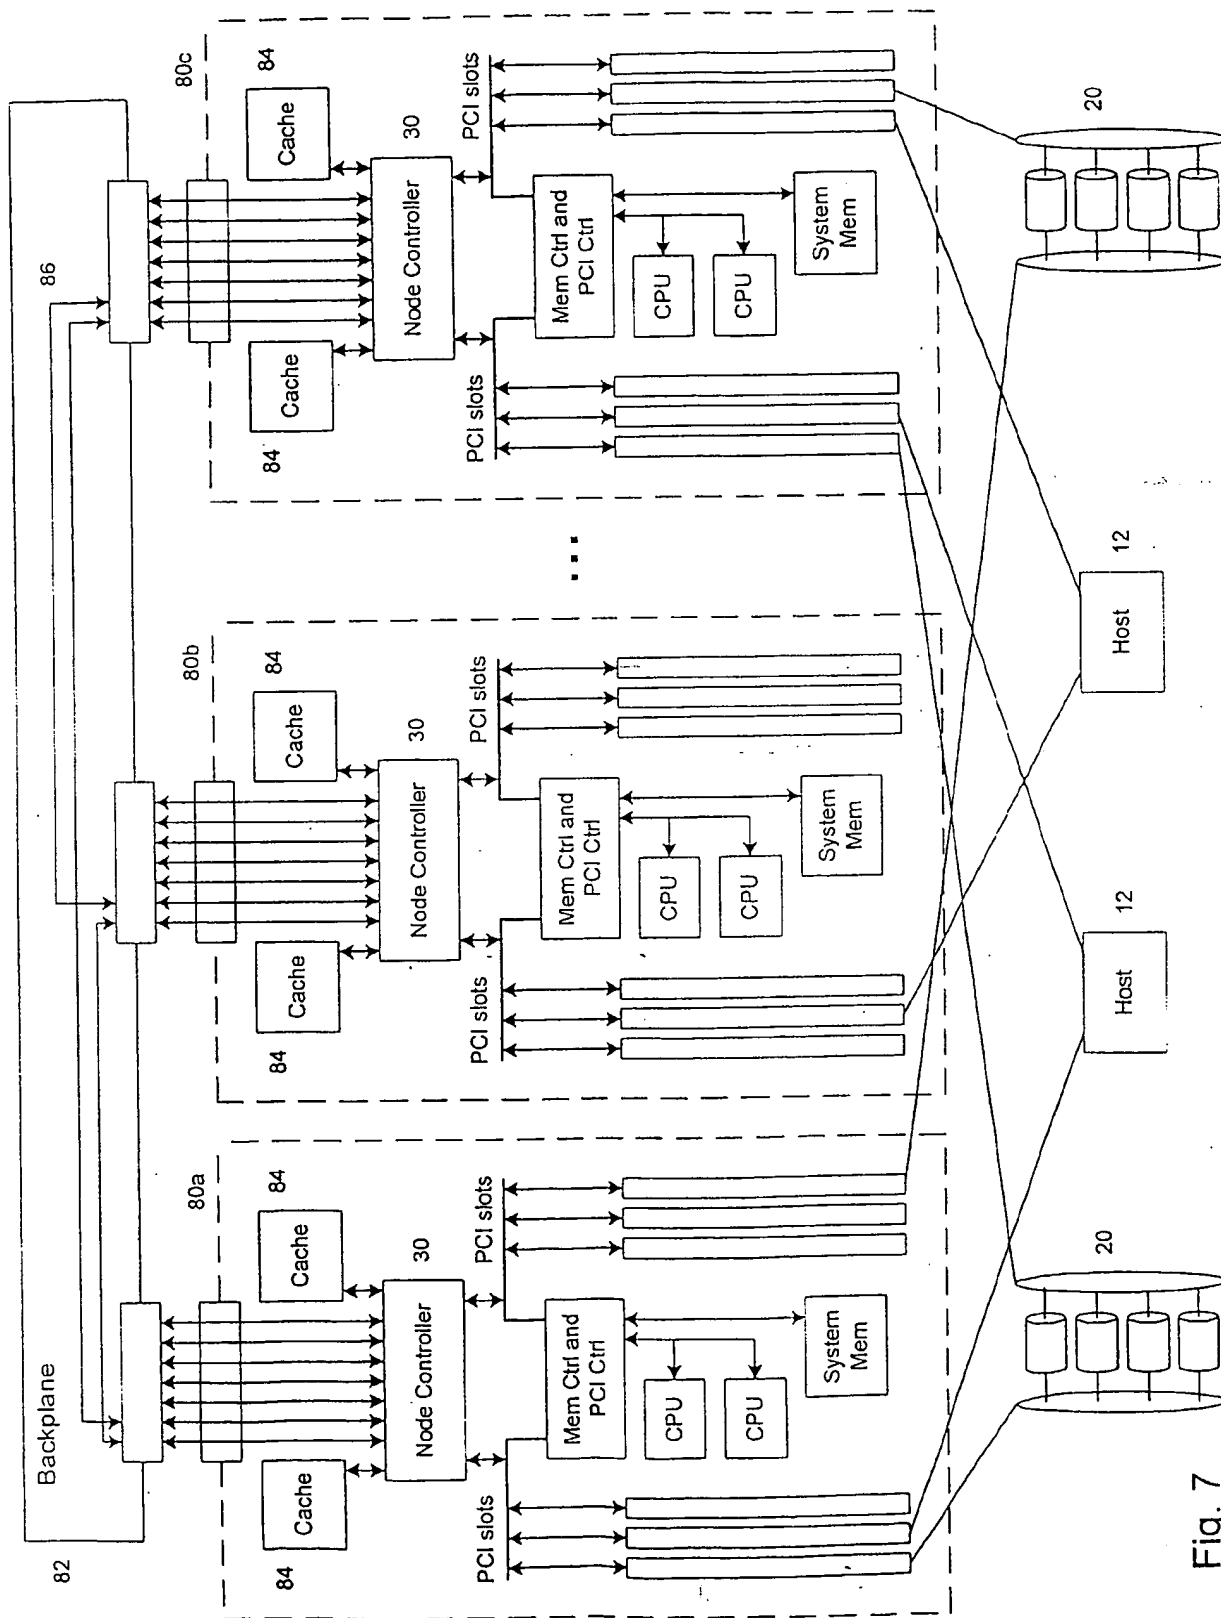 82
Backplane
86
80a
80b
80c
84
Cache
Cache
84
84
Cache
Cache
84
84
Cache
Cache
84
Node Controller
30
Node Controller
30
Node Controller
30
PCI slots
PCI slots
PCI slots
PCI slots
PCI slots
PCI slots
Mem Ctrl and
PCI Ctrl
Mem Ctrl and
PCI Ctrl
Mem Ctrl and
PCI Ctrl
CPU
CPU
CPU
CPU
CPU
CPU
System
Mem
System
Mem
System
Mem
20
Host
12
Host
12
20
Fig. 7